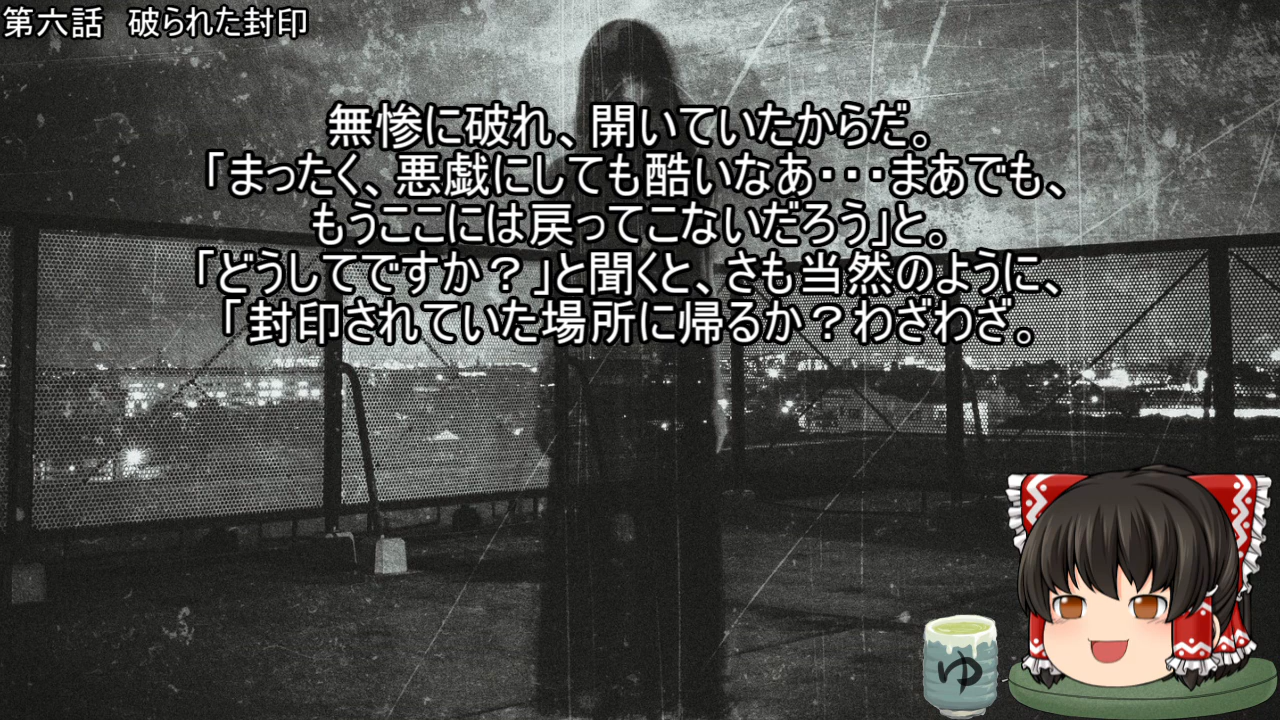 第六話　破られた封印
無惨に破れ、開いていたからだ。
「まったく、悪戯にしても酷いなあ・・・まあでも、
もうここには戻ってこないだろう」と。
「どうしてですか？」と聞くと、さも当然のように、
「封印されていた場所に帰るか？わざわざ。
ゆ